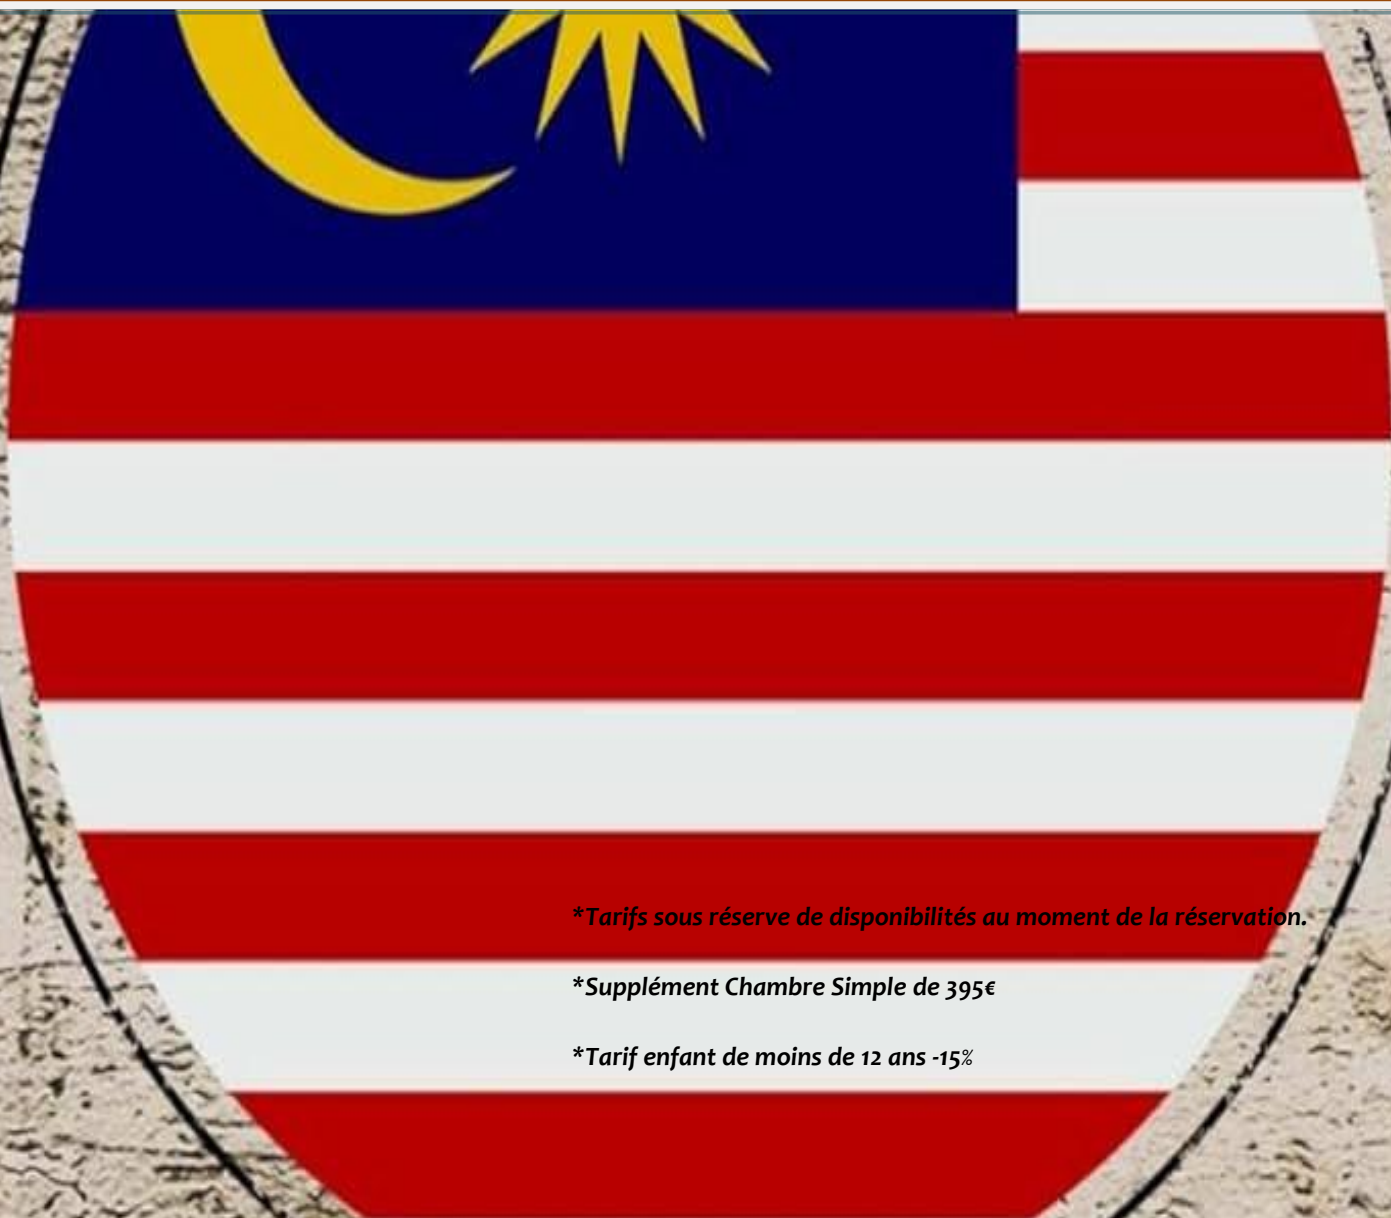 *Tarifs sous réserve de disponibilités au moment de la réservation.
*Supplément Chambre Simple de 395€
*Tarif enfant de moins de 12 ans -15%